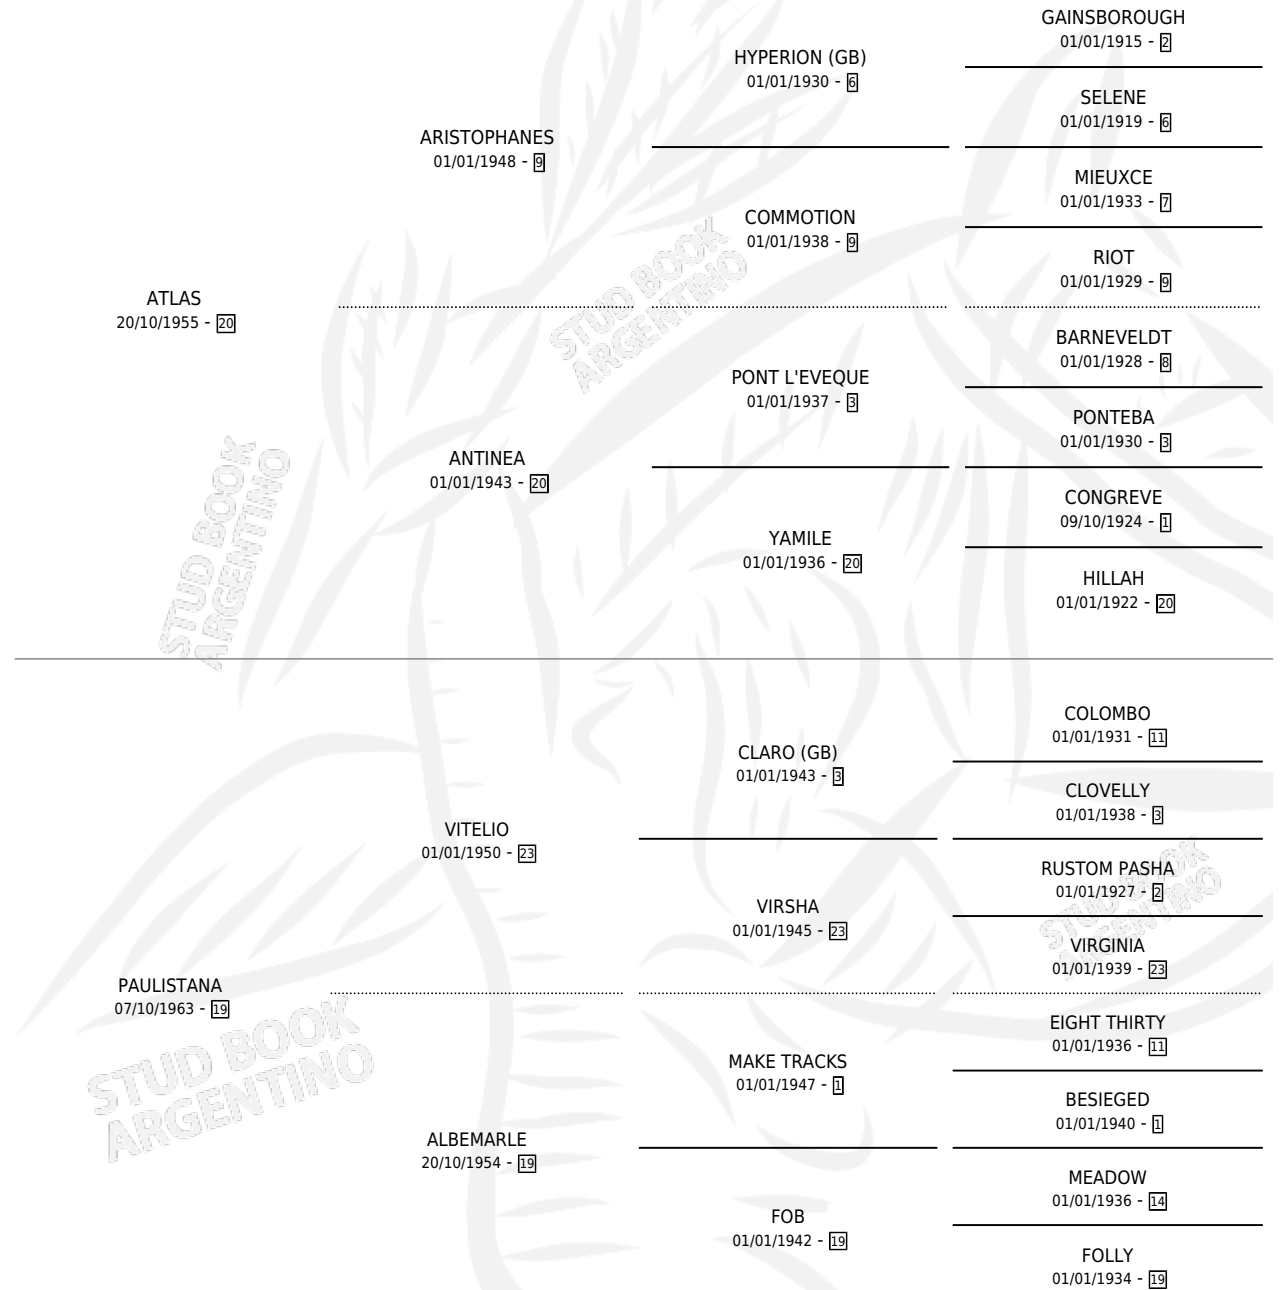 GAINSBOROUGH
01/01/1915 - 2
HYPERION (GB)
01/01/1930 - 6
SELENE
01/01/1919 - 6
ARISTOPHANES
01/01/1948 - 9
MIEUXCE
01/01/1933 - 7
COMMOTION
01/01/1938 - 9
RIOT
01/01/1929 - 9
ATLAS
20/10/1955 - 20
BARNEVELDT
01/01/1928 - 8
PONT L'EVEQUE
01/01/1937 - 3
PONTEBA
01/01/1930 - 3
ANTINEA
01/01/1943 - 20
CONGREVE
09/10/1924 - 1
YAMILE
01/01/1936 - 20
HILLAH
01/01/1922 - 20
COLOMBO
01/01/1931 - 11
CLARO (GB)
01/01/1943 - 3
CLOVELLY
01/01/1938 - 3
VITELIO
01/01/1950 - 23
RUSTOM PASHA
01/01/1927 - 2
VIRSHA
01/01/1945 - 23
VIRGINIA
01/01/1939 - 23
PAULISTANA
07/10/1963 - 19
EIGHT THIRTY
01/01/1936 - 11
MAKE TRACKS
01/01/1947 - 1
BESIEGED
01/01/1940 - 1
ALBEMARLE
20/10/1954 - 19
MEADOW
01/01/1936 - 14
FOB
01/01/1942 - 19
FOLLY
01/01/1934 - 19
STUD BOOK
ARGENTINO
STUD BOOK
ARGENTINO
STUD BOOK
ARGENTINO
STUD BOOK
ARGENTINO